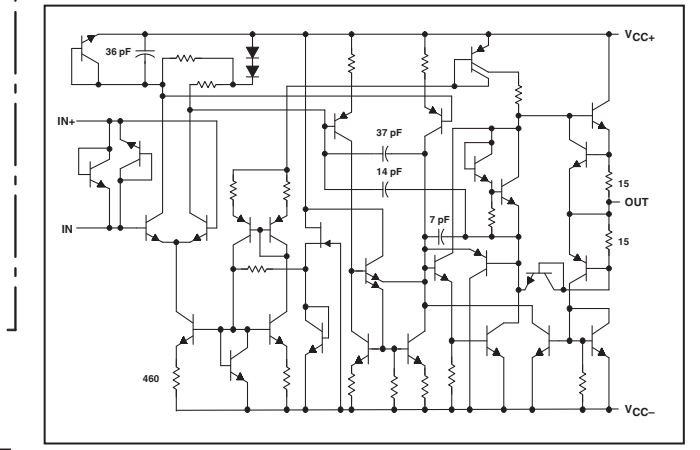 VCC+
36 pF
IN+
37 pF
14 pF
15
OUT
IN
7 pF
15
460
VCC−